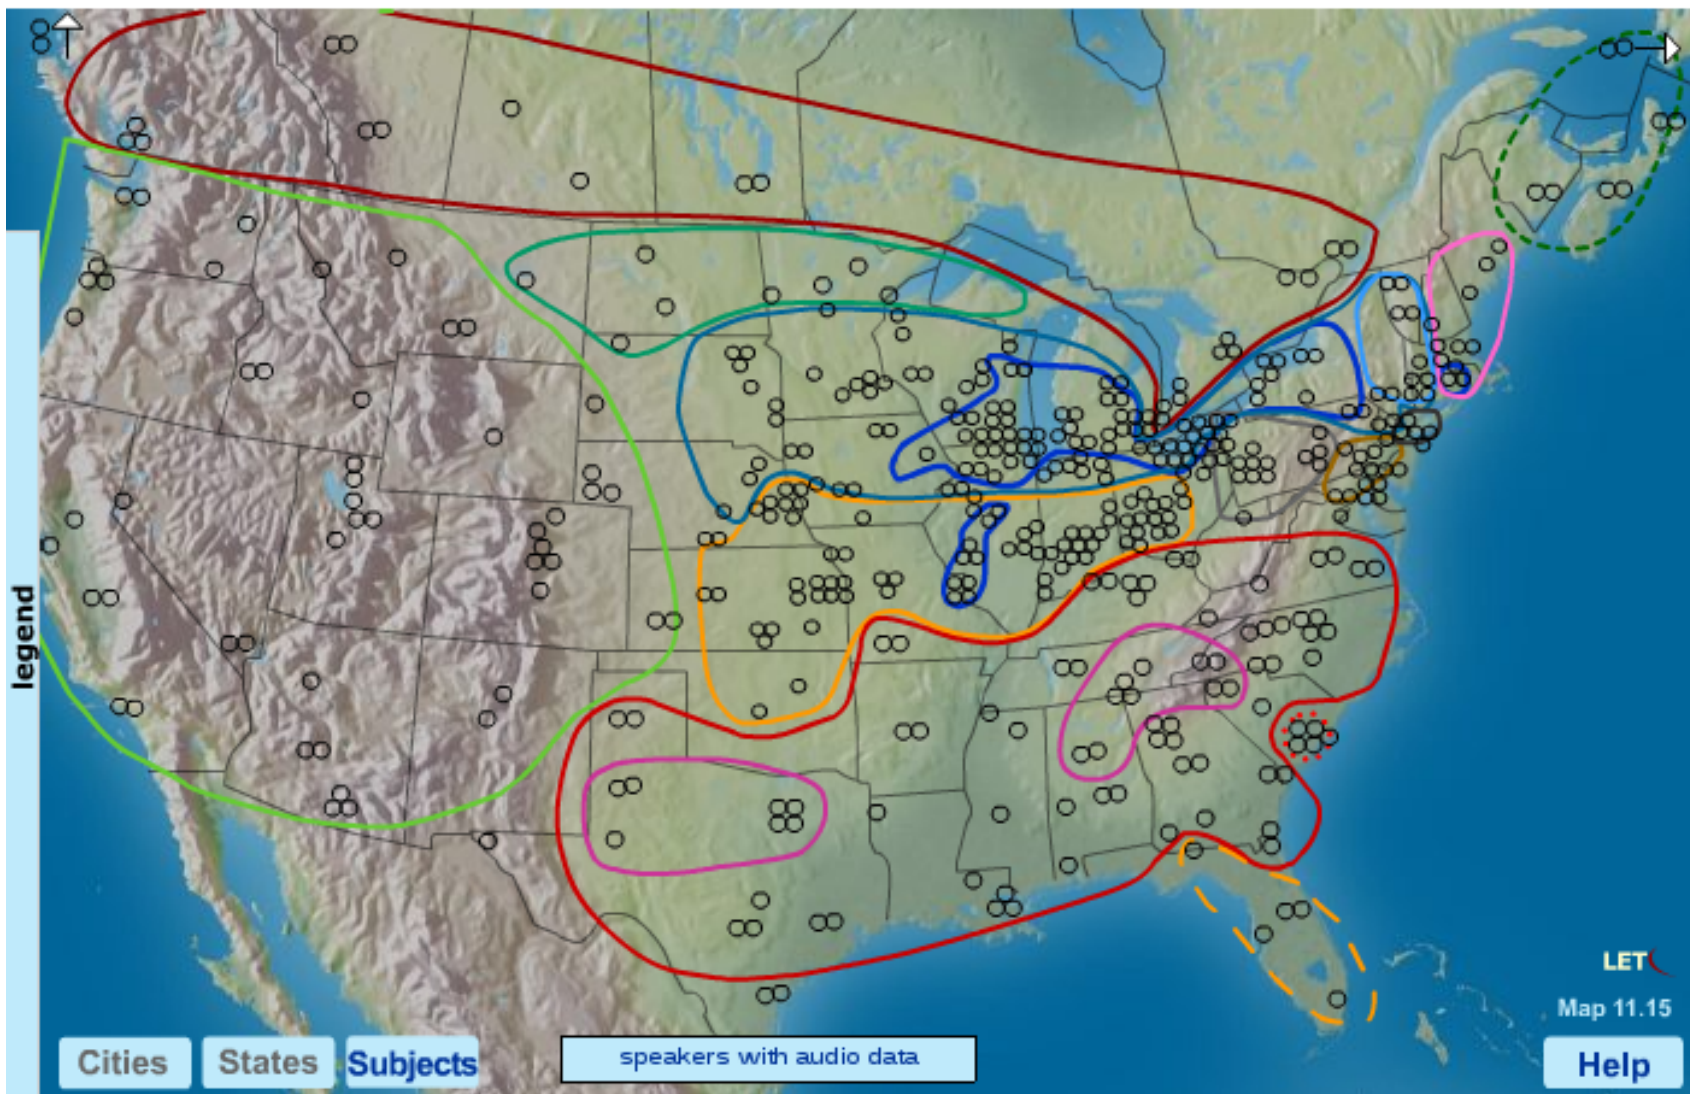 legend
LET
Map 11.15
Cities
States
Subjects
speakers with audio data
Help